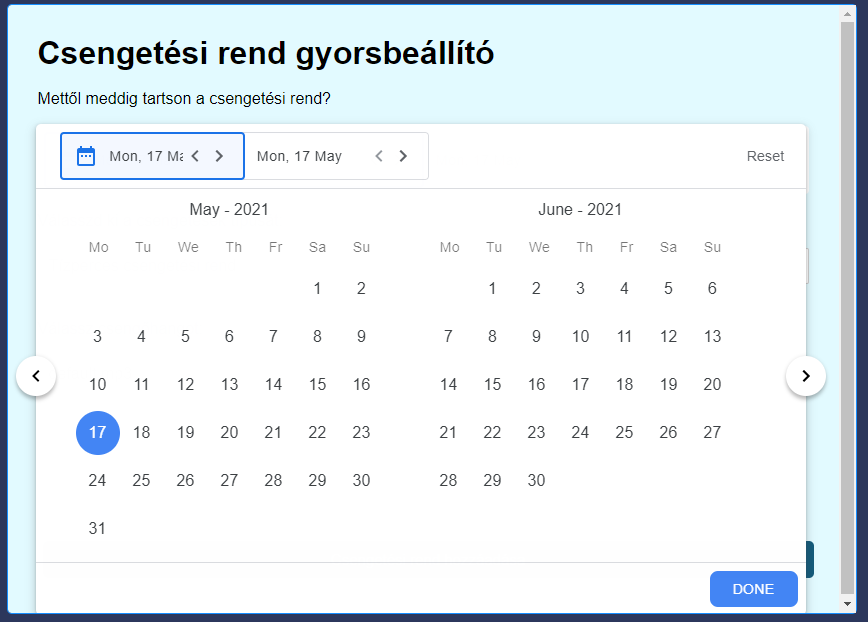 Csengetési rend gyorsbeállító
Mettől meddig tartson a csengetési rend?
Mon, 17 Ma Mon, 17 May Reset
May - 2021 June - 2021
Mo Tu We Th Fr Sa Su Mo Tu We Th Fr Sa Su
1 2 1 2 3 4 5 6
3 4 5 6 7 8 9 7 8 9 10 11 12 13
10 11 12 13 14 15 16 14 15 16 17 18 19 20
17 18 19 20 21 22 23 21 22 23 24 25 26 27
24 25 26 27 28 29 30 28 29 30
31
DONE